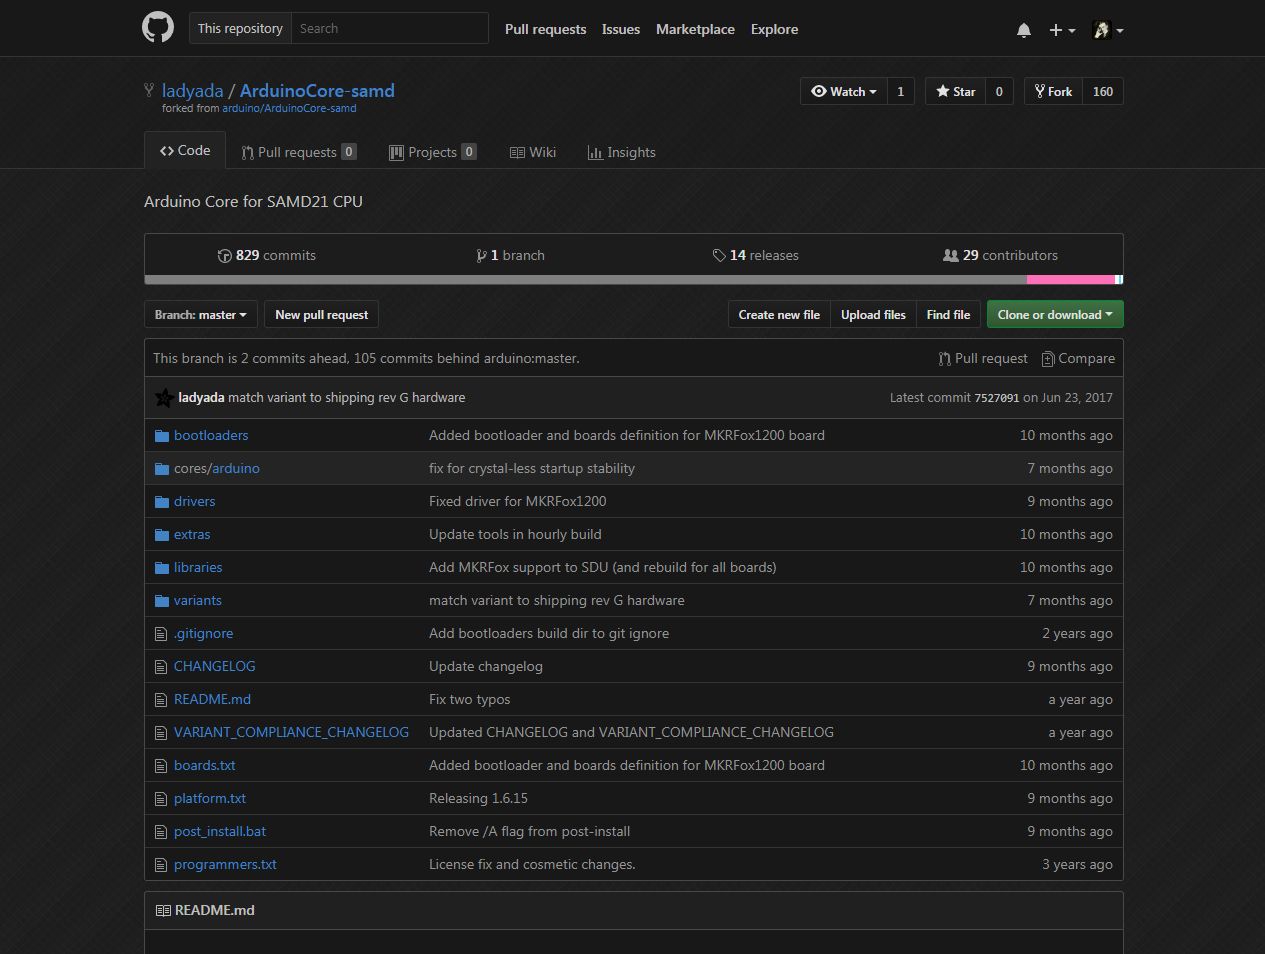 This repository Search Pull requests Issues Marketplace Explore
ladyada / ArduinoCore-samd Watch 1 Star 0 Fork 160
forked from arduino/ArduinoCore-samd
Code Pull requests 0 Projects 0 Wiki Insights
Arduino Core for SAMD21 CPU
829 commits 1 branch 14 releases 29 contributors
Branch: master New pull request Create new file Upload files Find file Clone or download
This branch is 2 commits ahead, 105 commits behind arduino:master. Pull request Compare
ladyada match variant to shipping rev G hardware Latest commit 7527091 on Jun 23, 2017
bootloaders Added bootloader and boards definition for MKRFox1200 board 10 months ago
cores/arduino fix for crystal-less startup stability 7 months ago
drivers Fixed driver for MKRFox1200 9 months ago
extras Update tools in hourly build 10 months ago
libraries Add MKRFox support to SDU (and rebuild for all boards) 10 months ago
variants match variant to shipping rev G hardware 7 months ago
.gitignore Add bootloaders build dir to git ignore 2 years ago
CHANGELOG Update changelog 9 months ago
README.md Fix two typos a year ago
VARIANT_COMPLIANCE_CHANGELOG Updated CHANGELOG and VARIANT_COMPLIANCE_CHANGELOG a year ago
boards.txt Added bootloader and boards definition for MKRFox1200 board 10 months ago
platform.txt Releasing 1.6.15 9 months ago
post_install.bat Remove /A flag from post-install 9 months ago
programmers.txt License fix and cosmetic changes. 3 years ago
README.md